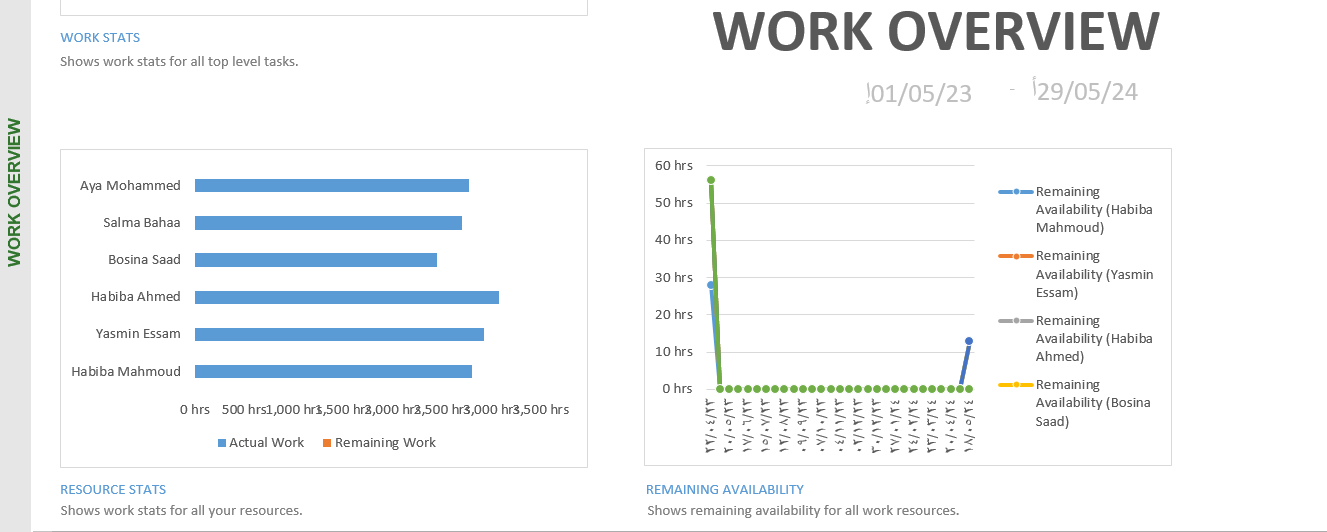 WORK OVERVIEW
WORK STATS
Shows work stats for all top level tasks.
WORK OVERVIEW
01/05/23 - 29/05/24
Aya Mohammed
Salma Bahaa
Bosina Saad
Habiba Ahmed
Yasmin Essam
Habiba Mahmoud
0 hrs 500 hrs 1,000 hrs 1,500 hrs 2,000 hrs 2,500 hrs 3,000 hrs 3,500 hrs
Actual Work Remaining Work
RESOURCE STATS
Shows work stats for all your resources.
60 hrs
50 hrs
40 hrs
30 hrs
20 hrs
10 hrs
0 hrs
Remaining
Availability (Habiba
Mahmoud)
Remaining
Availability (Yasmin
Essam)
Remaining
Availability (Habiba
Ahmed)
Remaining
Availability (Bosina
Saad)
REMAINING AVAILABILITY
Shows remaining availability for all work resources.